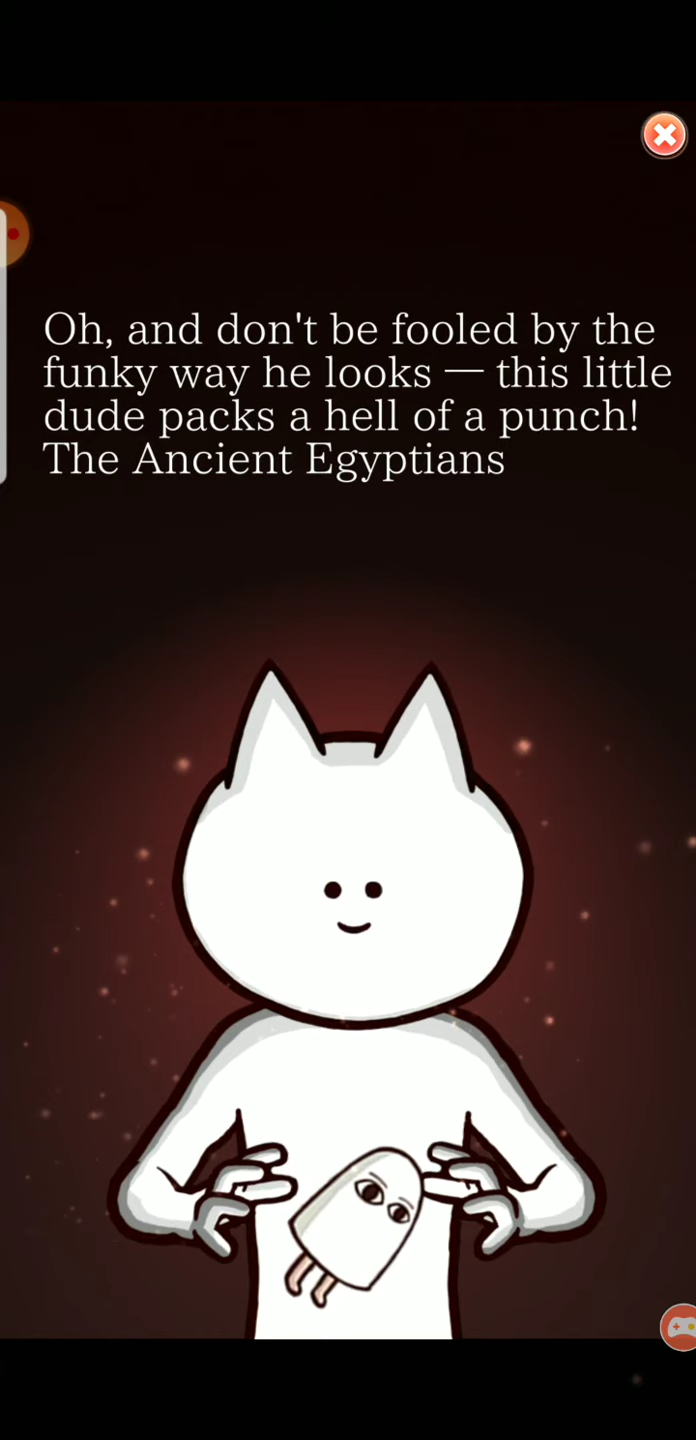 Oh, and don't be fooled by the
funky way he looks — this little
dude packs a hell of a punch!
The Ancient Egyptians